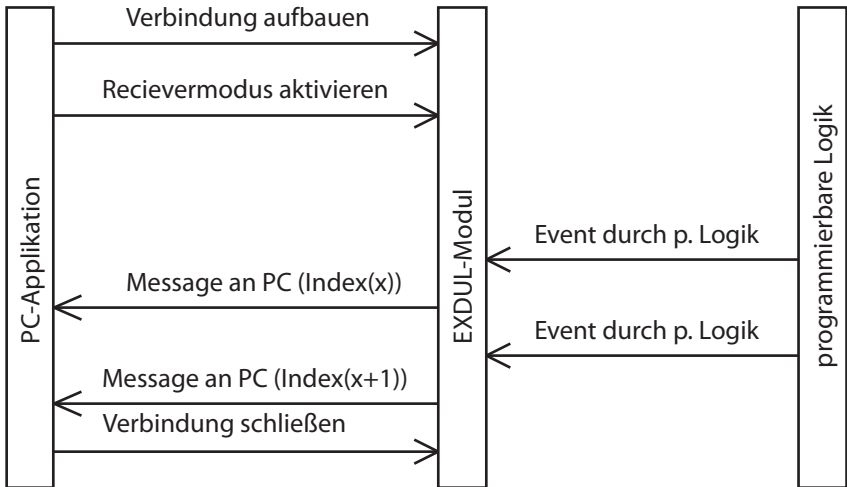 Verbindung aufbauen
Recievermodus aktivieren
PC-Applikation
EXDUL-Modul
programmierbare Logik
Event durch p. Logik
Message an PC (Index(x))
Event durch p. Logik
Message an PC (Index(x+1))
Verbindung schließen